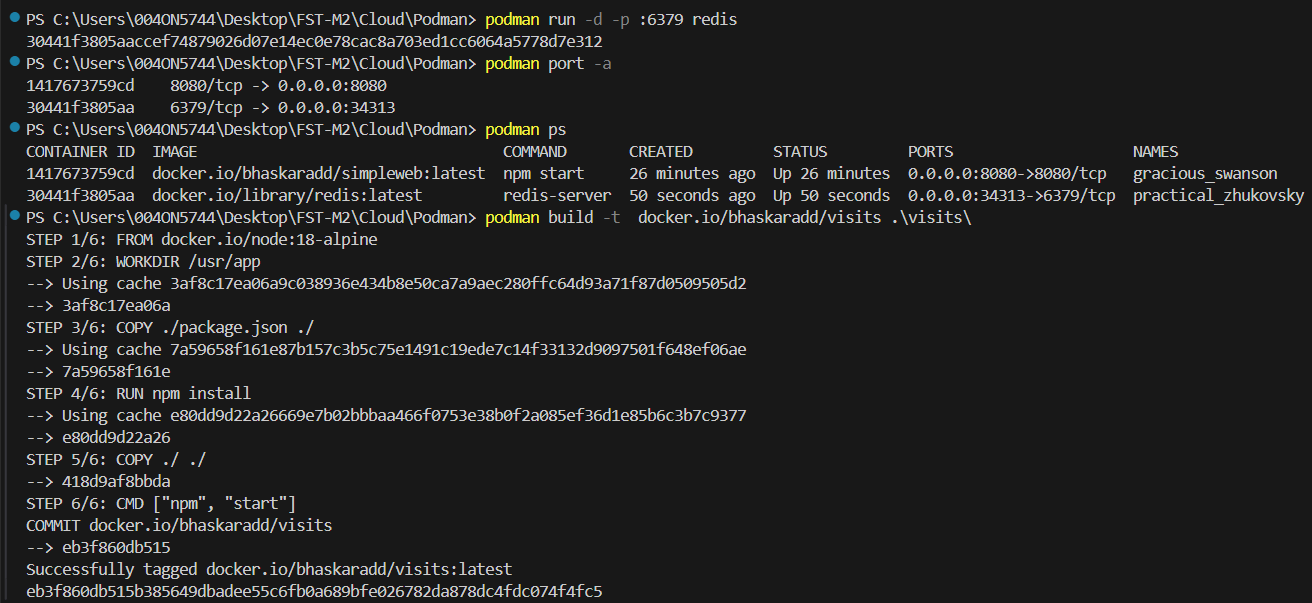 PS C:\Users\004ON5744\Desktop\FST-M2\Cloud\Podman> podman run -d -p :6379 redis
30441f3805aaccef74879026d07e14ec0e78cac8a703ed1cc6064a5778d7e312
PS C:\Users\004ON5744\Desktop\FST-M2\Cloud\Podman> podman port -a
1417673759cd    8080/tcp -> 0.0.0.0:8080
30441f3805aa    6379/tcp -> 0.0.0.0:34313
PS C:\Users\004ON5744\Desktop\FST-M2\Cloud\Podman> podman ps
CONTAINER ID  IMAGE                                  COMMAND       CREATED         STATUS         PORTS                    NAMES
1417673759cd  docker.io/bhaskaradd/simpleweb:latest  npm start     26 minutes ago  Up 26 minutes  0.0.0.0:8080->8080/tcp   gracious_swanson
30441f3805aa  docker.io/library/redis:latest         redis-server  50 seconds ago  Up 50 seconds  0.0.0.0:34313->6379/tcp  practical_zhukovsky
PS C:\Users\004ON5744\Desktop\FST-M2\Cloud\Podman> podman build -t  docker.io/bhaskaradd/visits .\visits\
STEP 1/6: FROM docker.io/node:18-alpine
STEP 2/6: WORKDIR /usr/app
--> Using cache 3af8c17ea06a9c038936e434b8e50ca7a9aec280ffc64d93a71f87d0509505d2
--> 3af8c17ea06a
STEP 3/6: COPY ./package.json ./
--> Using cache 7a59658f161e87b157c3b5c75e1491c19ede7c14f33132d9097501f648ef06ae
--> 7a59658f161e
STEP 4/6: RUN npm install
--> Using cache e80dd9d22a26669e7b02bbbaa466f0753e38b0f2a085ef36d1e85b6c3b7c9377
--> e80dd9d22a26
STEP 5/6: COPY ./ ./
--> 418d9af8bbda
STEP 6/6: CMD ["npm", "start"]
COMMIT docker.io/bhaskaradd/visits
--> eb3f860db515
Successfully tagged docker.io/bhaskaradd/visits:latest
eb3f860db515b385649dbadee55c6fb0a689bfe026782da878dc4fdc074f4fc5